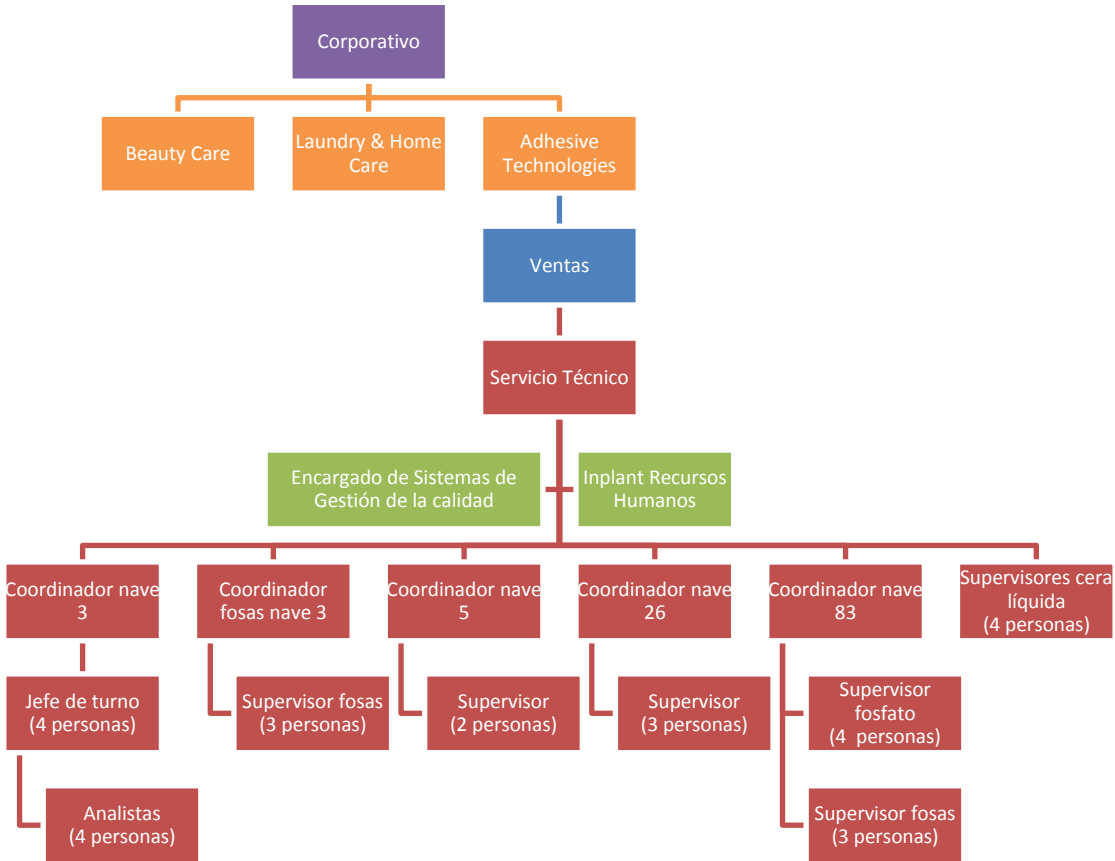 Corporativo
Beauty Care
Laundry & Home
Care
Adhesive
Technologies
Ventas
Servicio Técnico
Encargado de Sistemas de
Gestión de la calidad
Inplant Recursos
Humanos
Coordinador nave
3
Coordinador
fosas nave 3
Coordinador nave
5
Coordinador nave
26
Coordinador nave
83
Supervisores cera
líquida
(4 personas)
Jefe de turno
(4 personas)
Supervisor fosas
(3 personas)
Supervisor
(2 personas)
Supervisor
(3 personas)
Supervisor
fosfato
(4 personas)
Analistas
(4 personas)
Supervisor fosas
(3 personas)